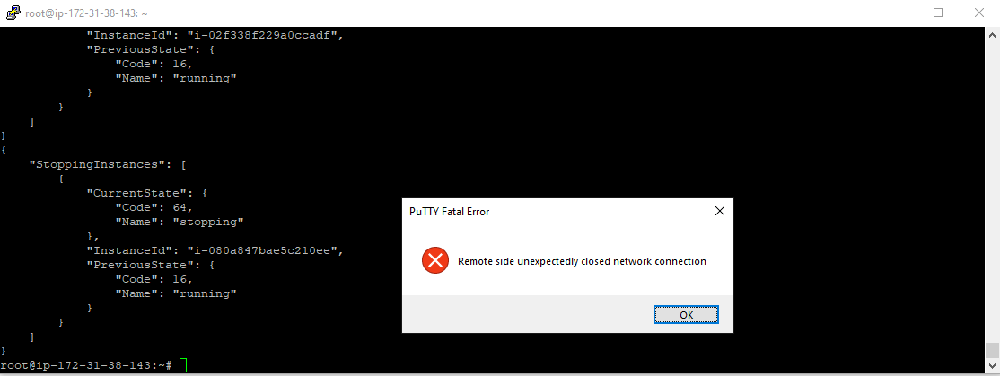 root@ip-172-31-38-143: ~
"InstanceId": "i-02f338f229a0ccadf",
"PreviousState": {
"Code": 16,
"Name": "running"
}
}
]
}
{
"StoppingInstances": [
{
"CurrentState": {
"Code": 64,
"Name": "stopping"
},
"InstanceId": "i-080a847bae5c210ee",
"PreviousState": {
"Code": 16,
"Name": "running"
}
}
]
}
root@ip-172-31-38-143:~#
PuTTY Fatal Error
Remote side unexpectedly closed network connection
OK